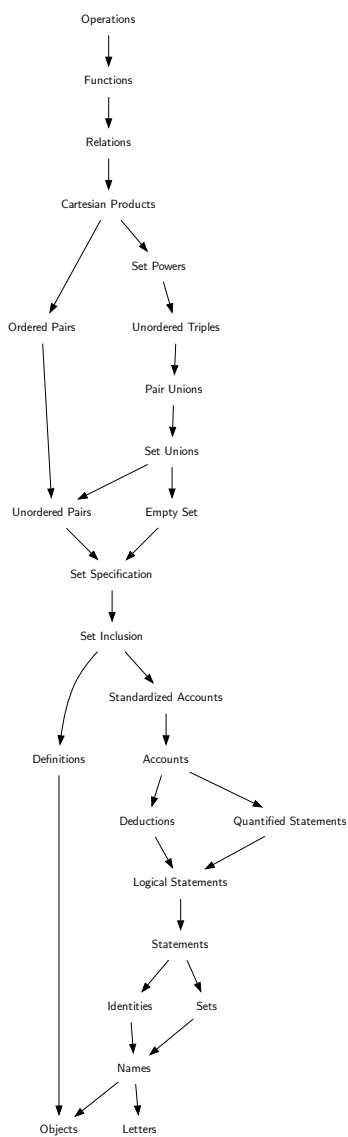 Operations
Functions
Relations
Cartesian Products
Set Powers
Ordered Pairs
Unordered Triples
Pair Unions
Set Unions
Unordered Pairs
Empty Set
Set Specification
Set Inclusion
Standardized Accounts
Definitions
Accounts
Deductions
Quantified Statements
Logical Statements
Statements
Identities
Sets
Names
Objects
Letters